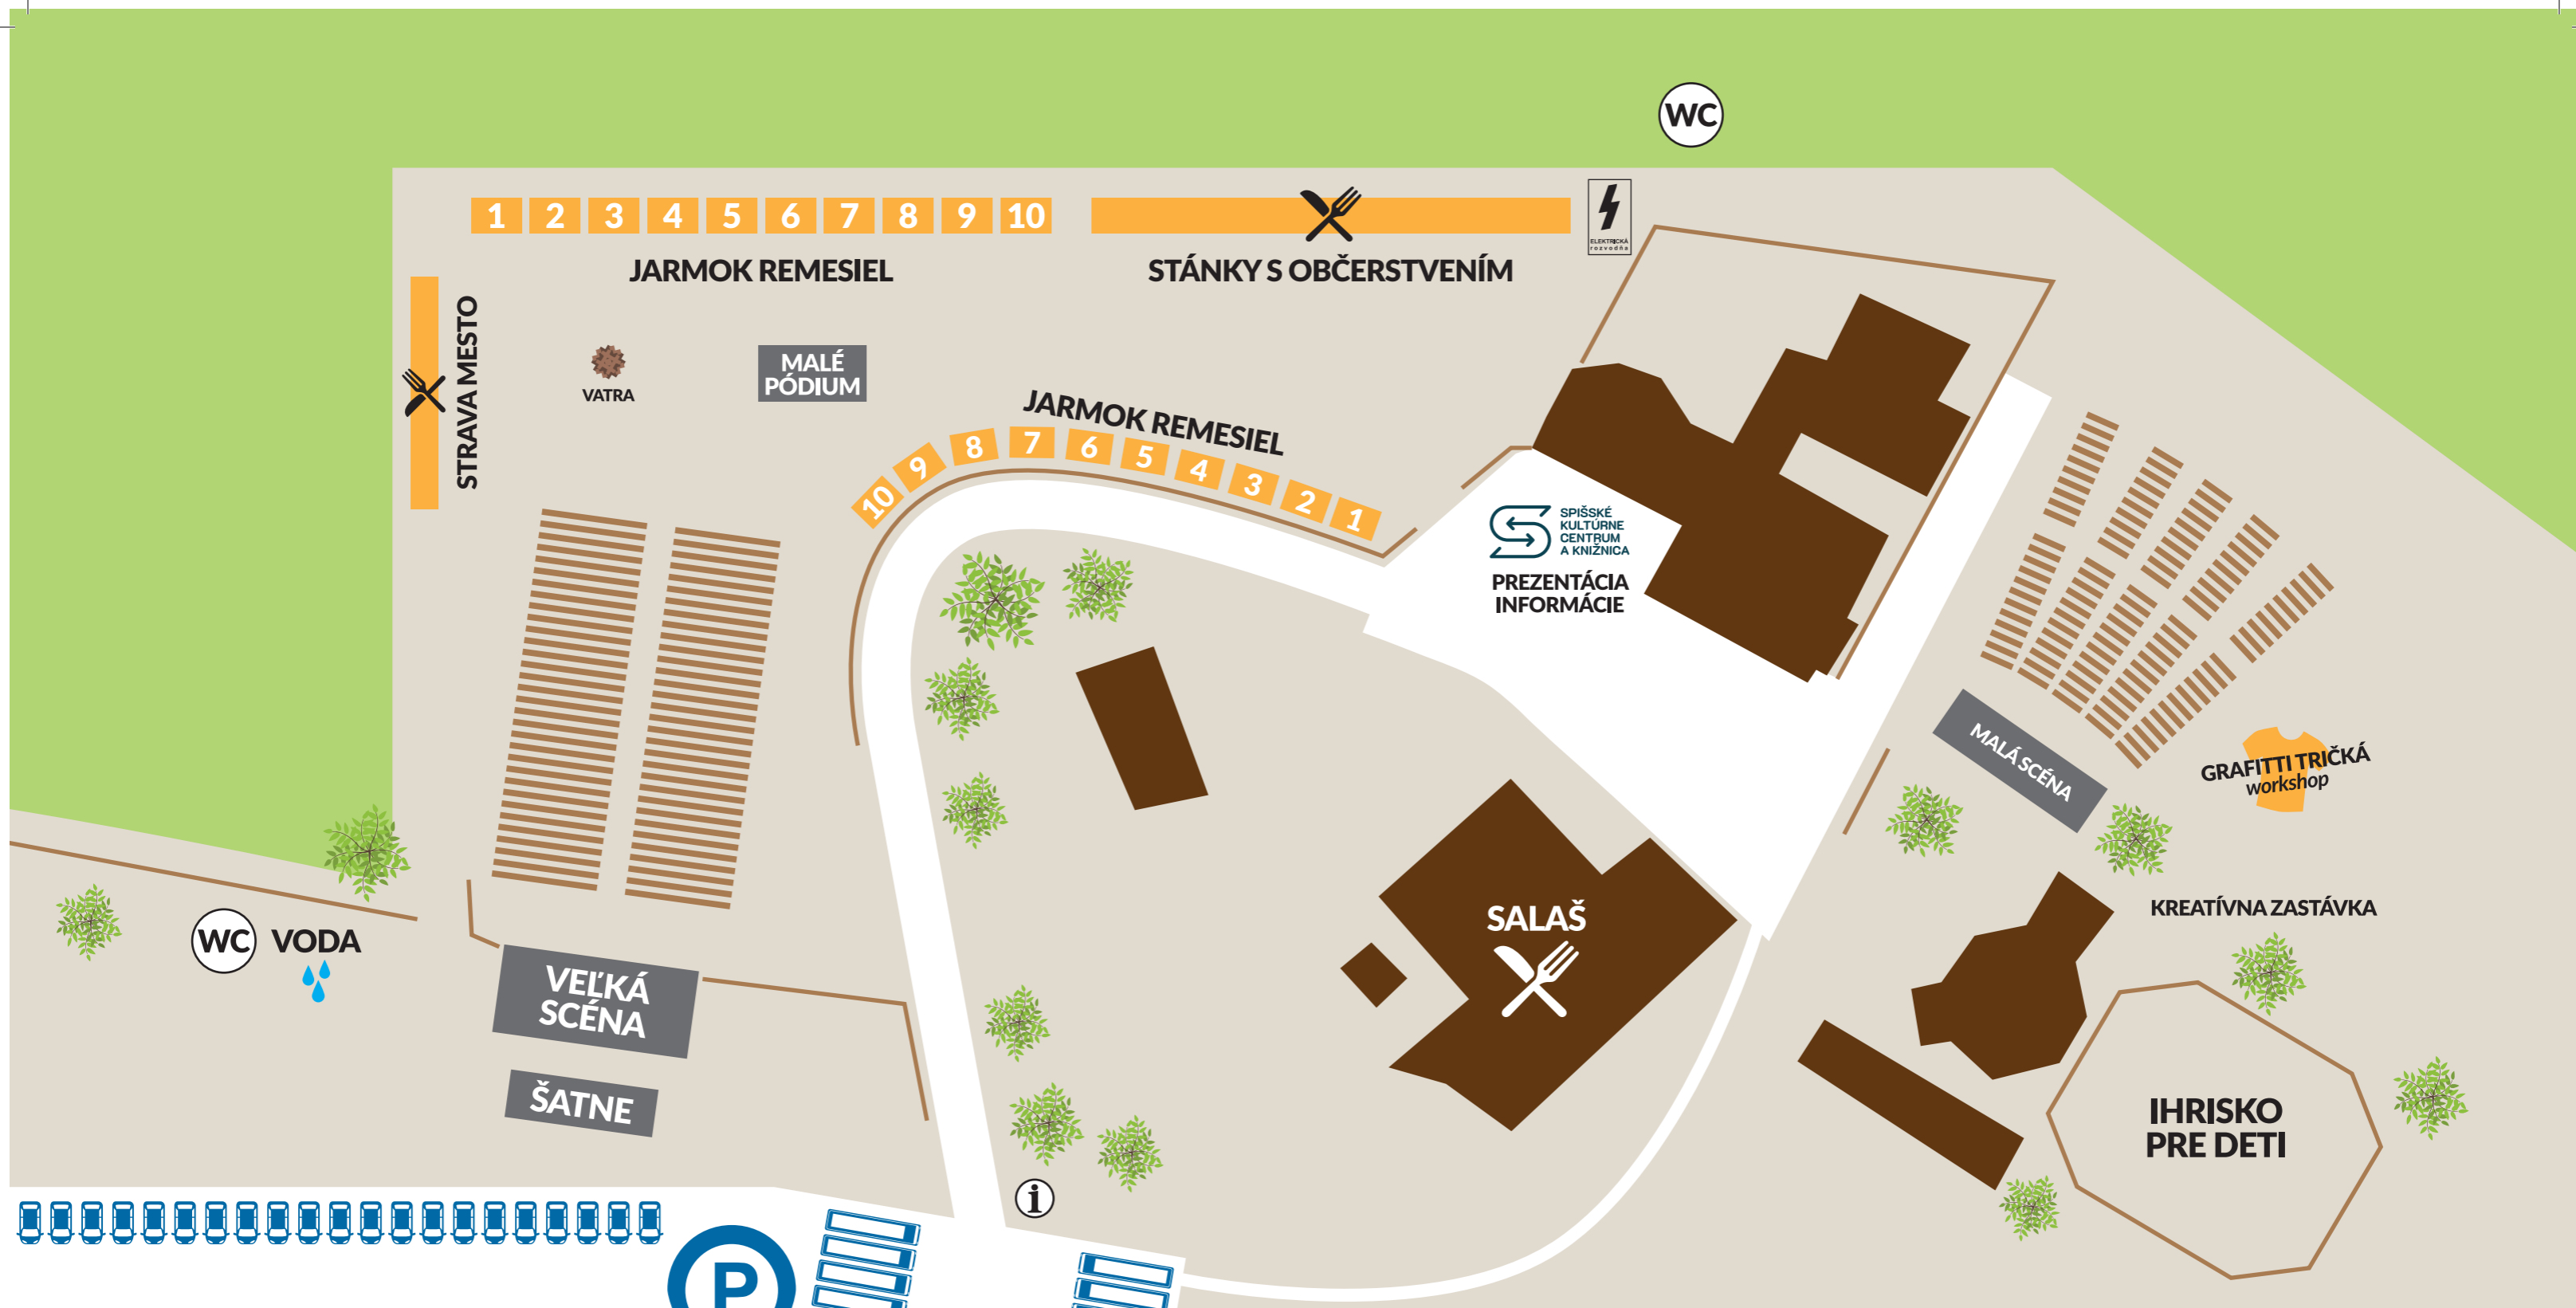 WC
1 2 3 4 5 6 7 8 9 10
JARMOK REMESIEL
STÁNKY S OBČERSTVENÍM
ELEKTRICKÁ
rozvodňa
STRAVA MESTO
VATRA
MALÉ
PÓDIUM
JARMOK REMESIEL
10 9 8 7 6 5 4 3 2 1
SPIŠSKÉ
KULTÚRNE
CENTRUM
A KNIŽNICA
PREZENTÁCIA
INFORMÁCIE
MALÁ SCÉNA
GRAFITTI TRIČKÁ
workshop
KREATÍVNA ZASTÁVKA
SALAŠ
WC VODA
VEĽKÁ
SCÉNA
ŠATNE
IHRISKO
PRE DETI
i
P